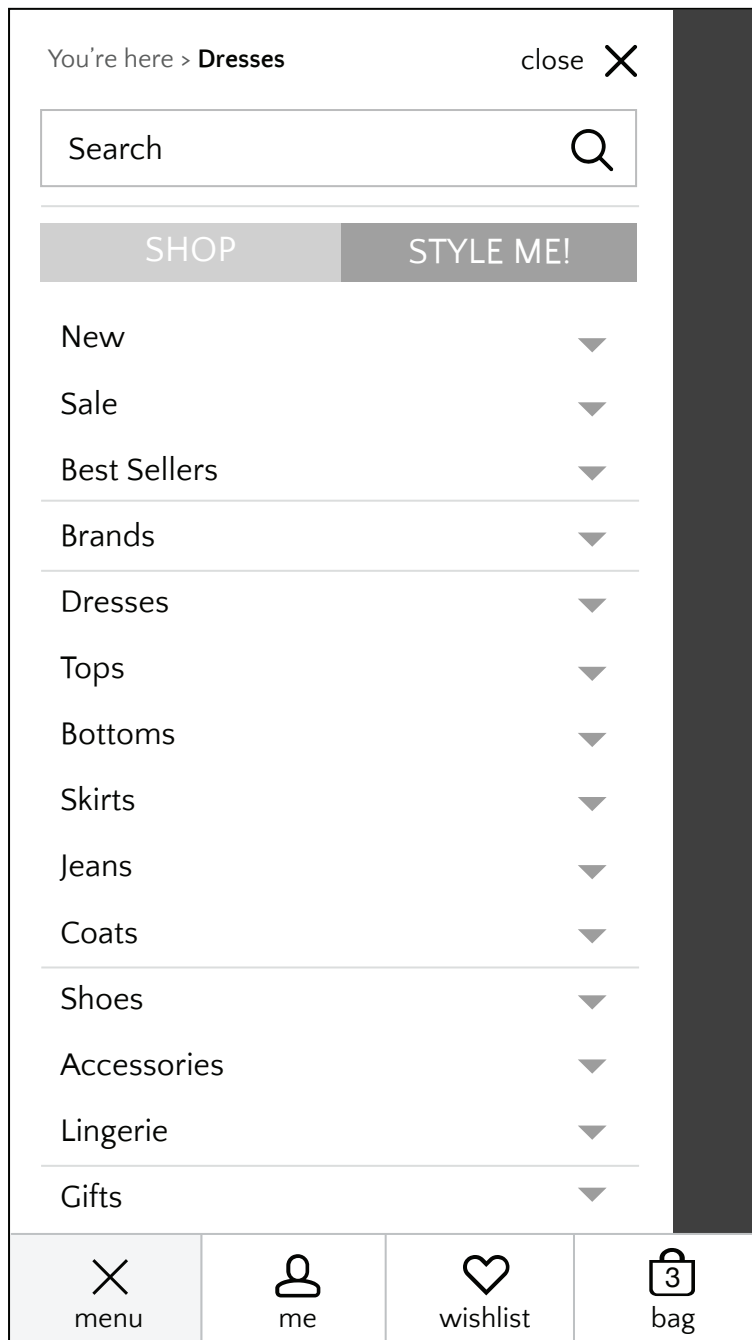 You're here > Dresses
close
Search
SHOP
STYLE ME!
New
Sale
Best Sellers
Brands
Dresses
Tops
Bottoms
Skirts
Jeans
Coats
Shoes
Accessories
Lingerie
Gifts
3
menu
me
wishlist
bag